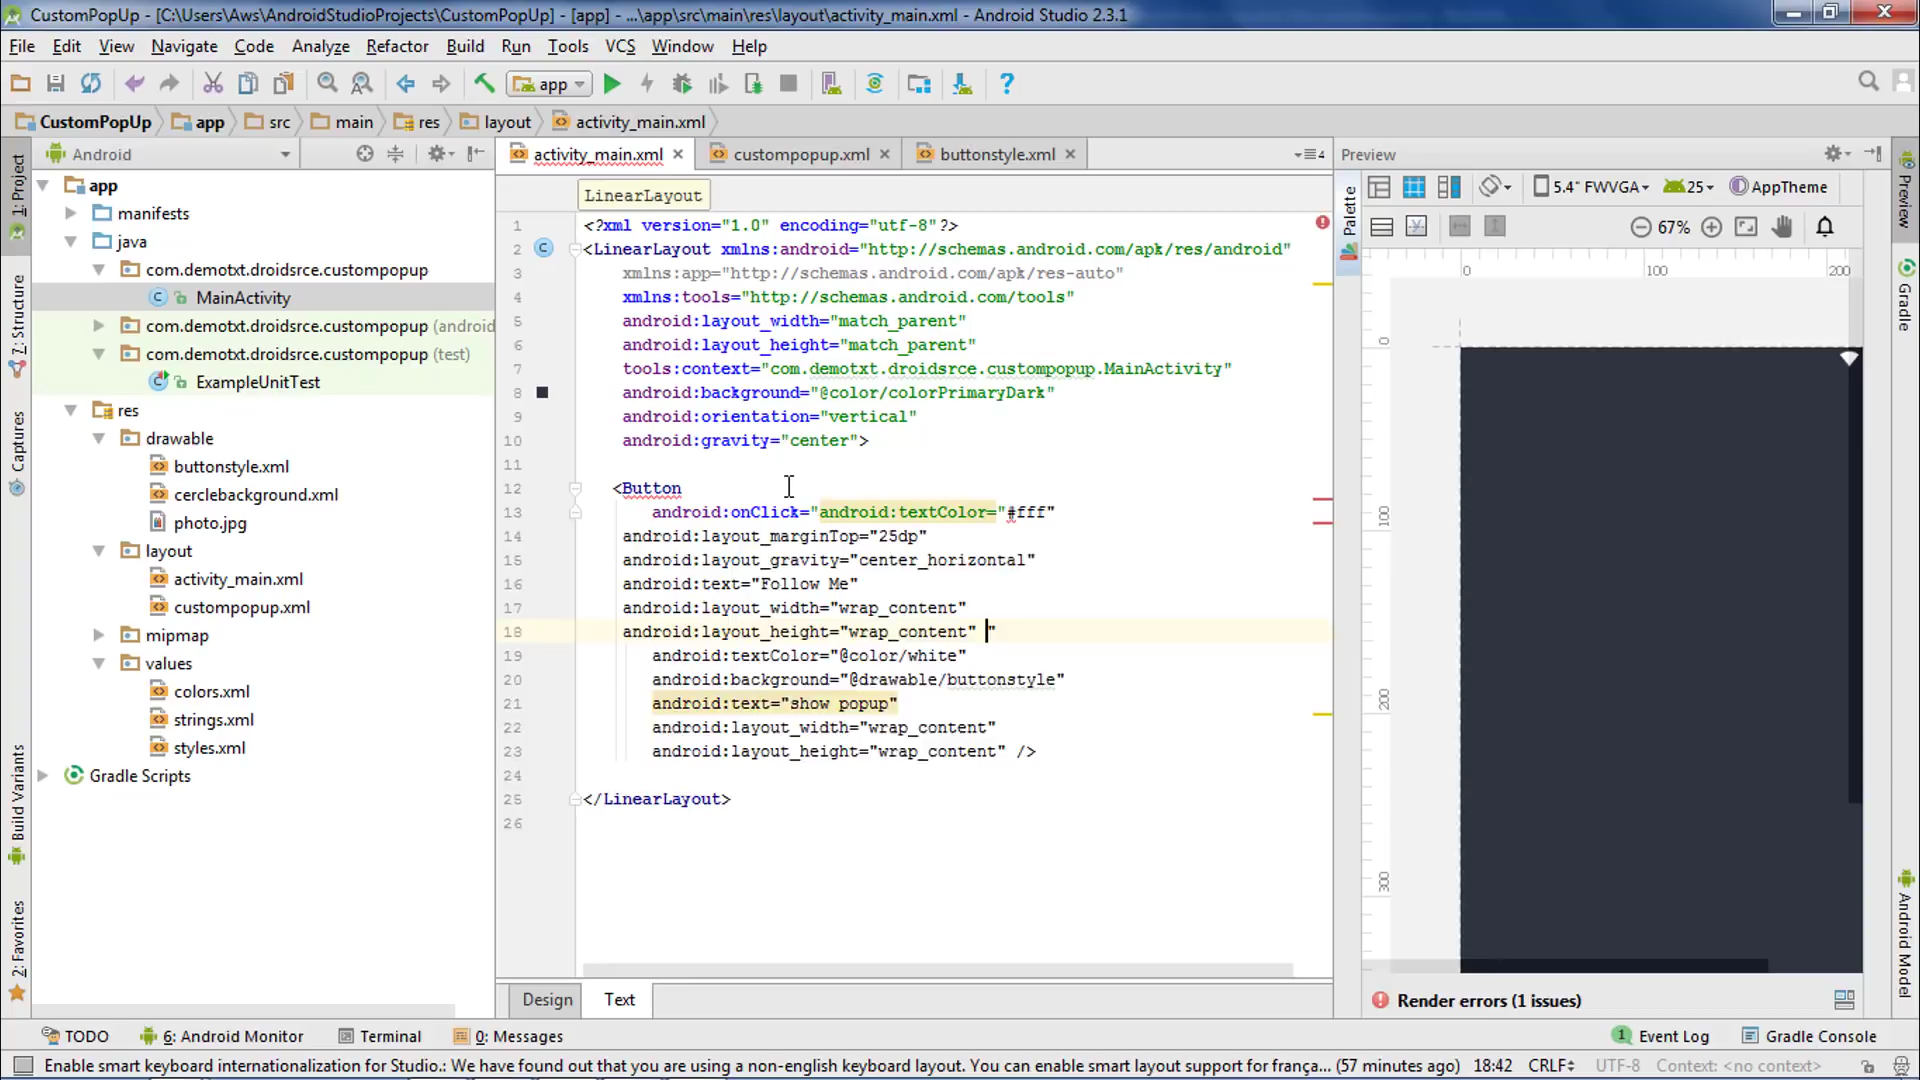 CustomPopUp - [C:\Users\Aws\AndroidStudioProjects\CustomPopUp] - [app] - ...\app\src\main\res\layout\activity_main.xml - Android Studio 2.3.1
File Edit View Navigate Code Analyze Refactor Build Run Tools VCS Window Help
app
CustomPopUp app src main res layout activity_main.xml
Android
activity_main.xml custompopup.xml buttonstyle.xml
4
Preview
1: Project
7: Structure
Captures
Build Variants
2: Favorites
app
manifests
java
com.demotxt.droidsrce.custompopup
MainActivity
com.demotxt.droidsrce.custompopup (android
com.demotxt.droidsrce.custompopup (test)
ExampleUnitTest
res
drawable
buttonstyle.xml
cerclebackground.xml
photo.jpg
layout
activity_main.xml
custompopup.xml
mipmap
values
colors.xml
strings.xml
styles.xml
Gradle Scripts
LinearLayout
1 <?xml version="1.0" encoding="utf-8"?>
2 <LinearLayout xmlns:android="http://schemas.android.com/apk/res/android"
3 xmlns:app="http://schemas.android.com/apk/res-auto"
4 xmlns:tools="http://schemas.android.com/tools"
5 android:layout_width="match_parent"
6 android:layout_height="match_parent"
7 tools:context="com.demotxt.droidsrce.custompopup.MainActivity"
8 android:background="@color/colorPrimaryDark"
9 android:orientation="vertical"
10 android:gravity="center">
11
12 <Button
13 android:onClick="android:textColor="#fff"
14 android:layout_marginTop="25dp"
15 android:layout_gravity="center_horizontal"
16 android:text="Follow Me"
17 android:layout_width="wrap_content"
18 android:layout_height="wrap_content" "
19 android:textColor="@color/white"
20 android:background="@drawable/buttonstyle"
21 android:text="show popup"
22 android:layout_width="wrap_content"
23 android:layout_height="wrap_content" />
24
25 </LinearLayout>
26
Design Text
Palette
5.4" FWVGA 25 AppTheme
67%
0 100 200
0
100
200
300
Render errors (1 issues)
Preview
Gradle
Android Model
TODO 6: Android Monitor Terminal 0: Messages 1 Event Log Gradle Console
Enable smart keyboard internationalization for Studio.: We have found out that you are using a non-english keyboard layout. You can enable smart layout support for frança... (57 minutes ago) 18:42 CRLF UTF-8 Context: <no context>